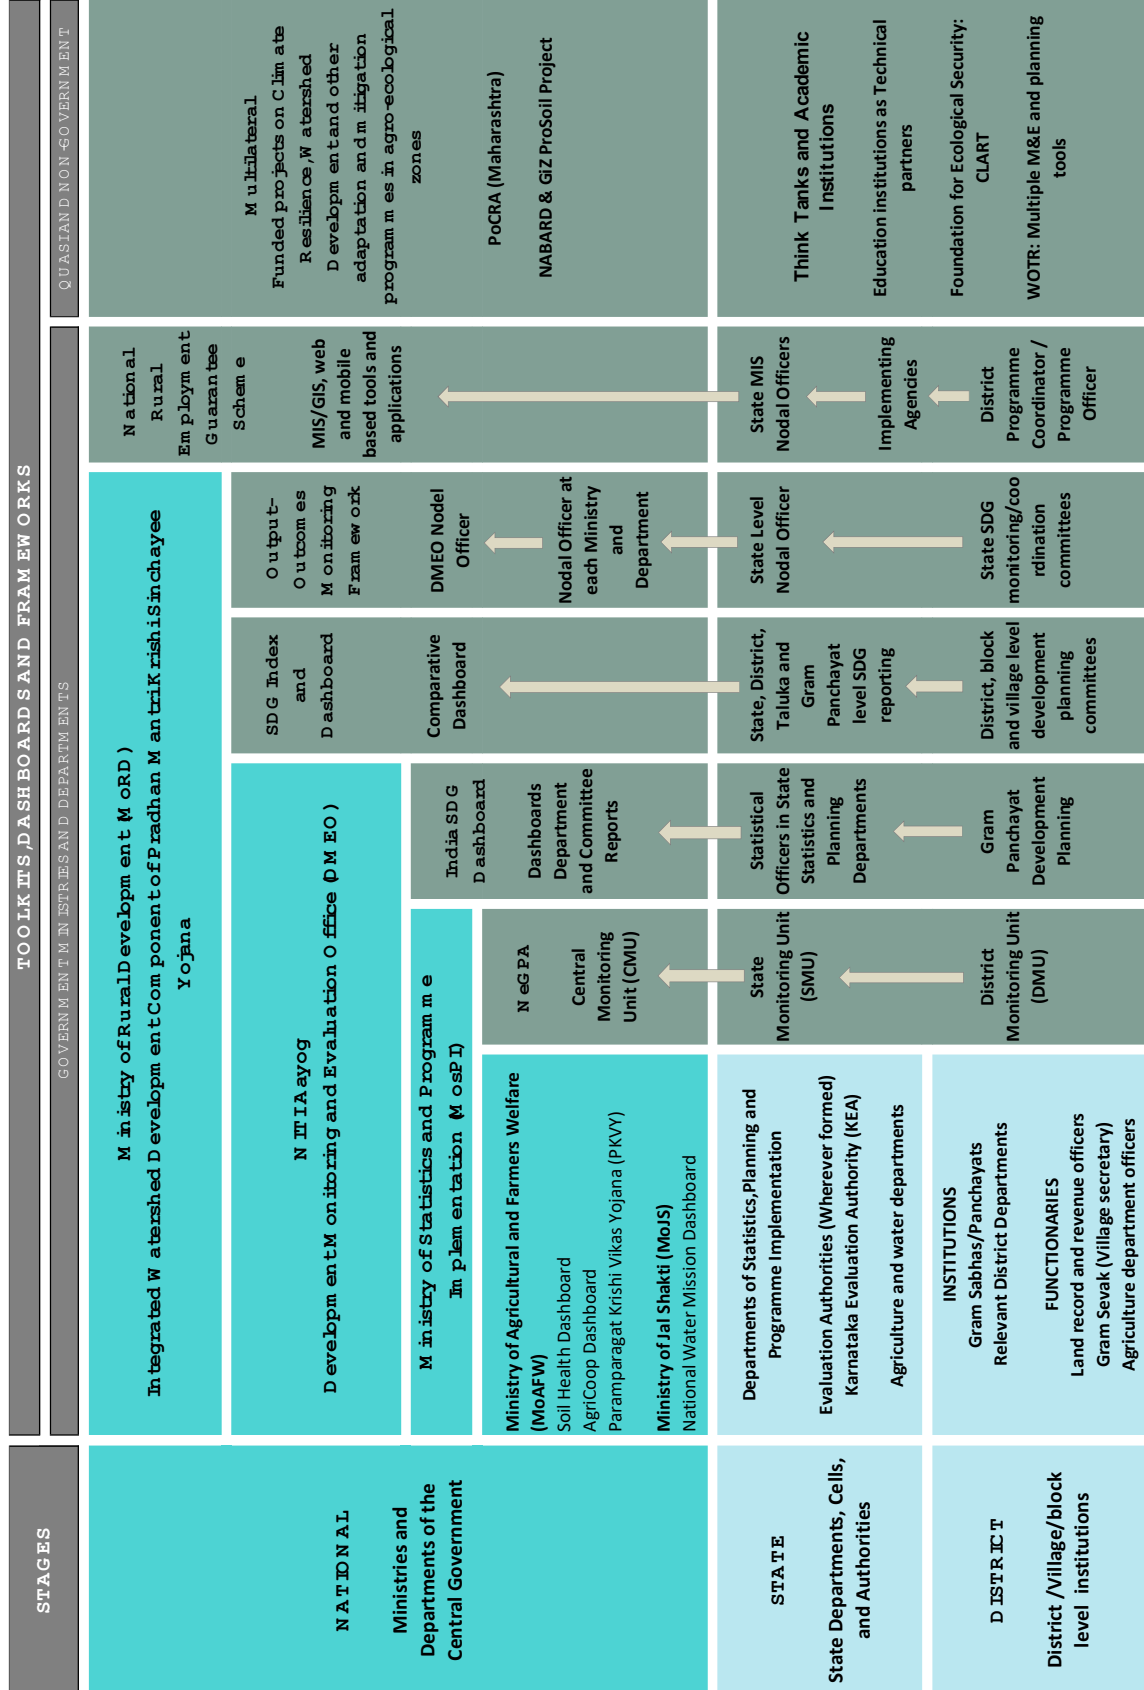 STAGES
TOOLKITS,DASHBOARDS AND FRAMEWORKS
GOVERNMENT MINISTRIES AND DEPARTMENTS
QUASI AND NON-GOVERNMENT
NATIONAL
Ministries and
Departments of the
Central Government
Ministry of Rural Development (MoRD)
Integrated Watershed Development Component of Pradhan Mantri Krishi Sinchayee
Yojana
NITI Aayog
Development Monitoring and Evaluation Office (DMEO)
Ministry of Statistics and Programme
Implementation (MosPI)
Ministry of Agricultural and Farmers Welfare
(MoAFW)
Soil Health Dashboard
AgriCoop Dashboard
Paramparagat Krishi Vikas Yojana (PKVY)
Ministry of Jal Shakti (MoJS)
National Water Mission Dashboard
NeGPA
Central
Monitoring
Unit (CMU)
India SDG
Dashboard
Dashboards
Department
and Committee
Reports
SDG Index
and
Dashboard
Comparative
Dashboard
Output-
Outcomes
Monitoring
Framework
DMEO Nodel
Officer
Nodal Officer at
each Ministry
and
Department
National
Rural
Employment
Guarantee
Scheme
MIS/GIS, web
and mobile
based tools and
applications
Multilateral
Funded projects on Climate
Resilience,Watershed
Development and other
adaptation and mitigation
programmes in agro-ecological
zones
PoCRA (Maharashtra)
NABARD & GiZ ProSoil Project
STATE
State Departments, Cells,
and Authorities
Departments of Statistics,Planning and
Programme Implementation
Evaluation Authorities (Wherever formed)
Karnataka Evaluation Authority (KEA)
Agriculture and water departments
State
Monitoring Unit
(SMU)
Statistical
Officers in State
Statistics and
Planning
Departments
State, District,
Taluka and
Gram
Panchayat
level SDG
reporting
State Level
Nodal Officer
State MIS
Nodal Officers
Implementing
Agencies
Think Tanks and Academic
Institutions
Education institutions as Technical
partners
Foundation for Ecological Security:
CLART
WOTR: Multiple M&E and planning
tools
DISTRICT
District /Village/block
level institutions
INSTITUTIONS
Gram Sabhas/Panchayats
Relevant District Departments
FUNCTIONARIES
Land record and revenue officers
Gram Sevak (Village secretary)
Agriculture department officers
District
Monitoring Unit
(DMU)
Gram
Panchayat
Development
Planning
District, block
and village level
development
planning
committees
State SDG
monitoring/coo
rdination
committees
District
Programme
Coordinator /
Programme
Officer